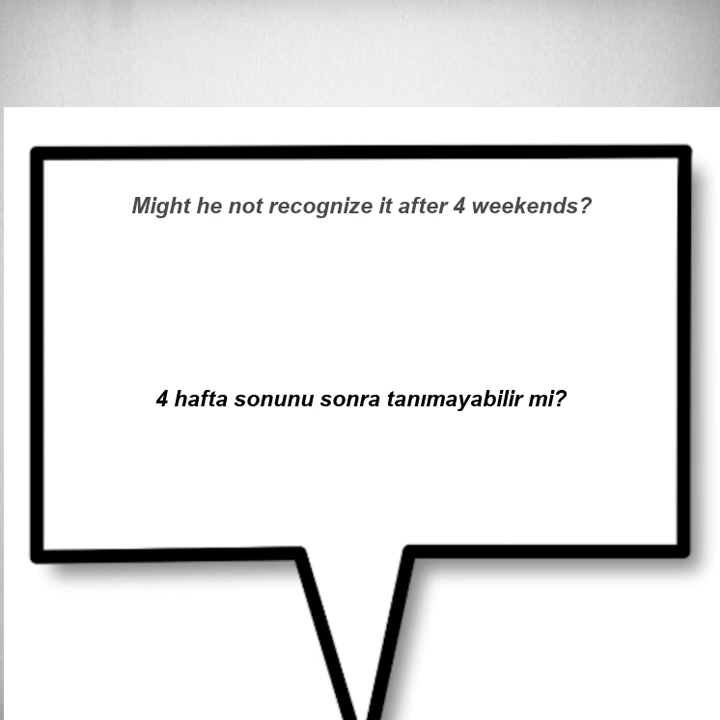 Might he not recognize it after 4 weekends?
4 hafta sonunu sonra tanımayabilir mi?